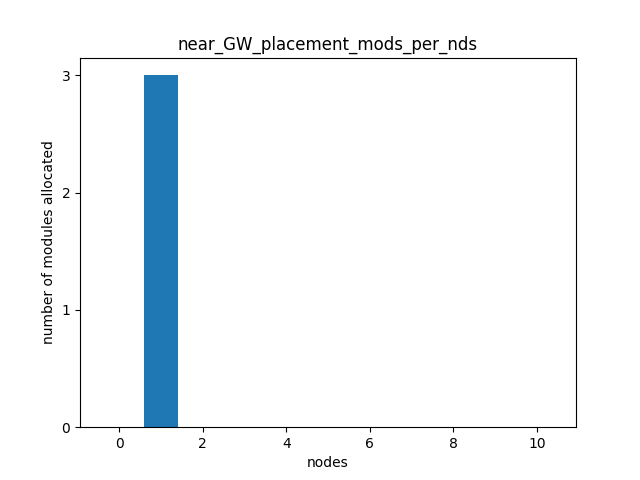 near_GW_placement_mods_per_nds
number of modules allocated
3
2
1
0
0 2 4 6 8 10
nodes